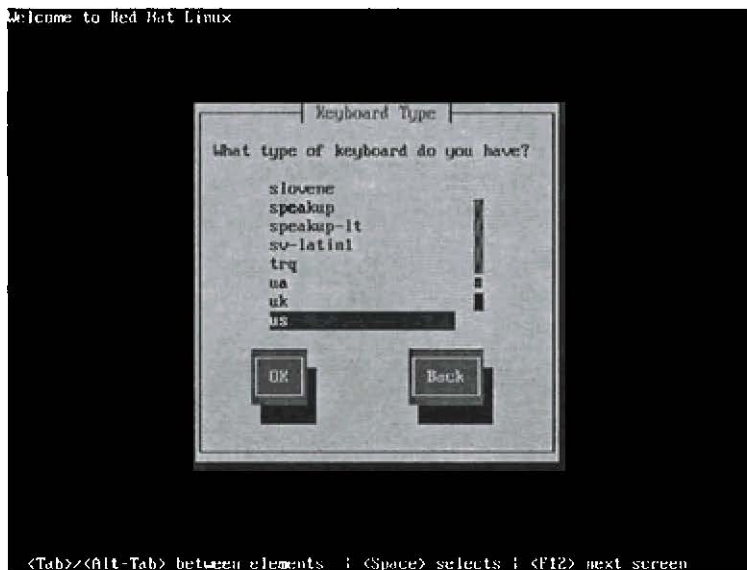 Welcome to Red Hat Linux
Keyboard Type
What type of keyboard do you have?
slovene
speakup
speakup-lt
sv-latin1
trq
ua
uk
us
OK
Back
<Tab>/<Alt-Tab> between elements | <Space> selects | <F12> next screen